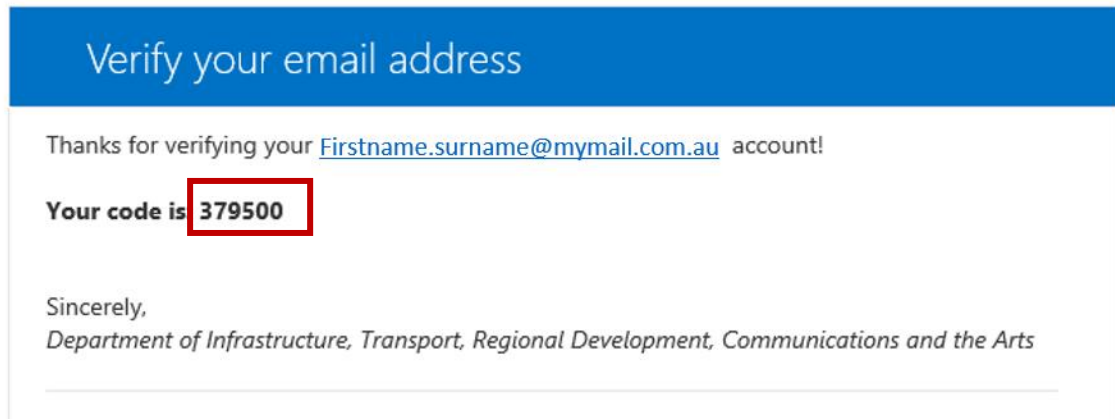 Verify your email address
Thanks for verifying your Firstname.surname@mymail.com.au account!
Your code is 379500
Sincerely,
Department of Infrastructure, Transport, Regional Development, Communications and the Arts